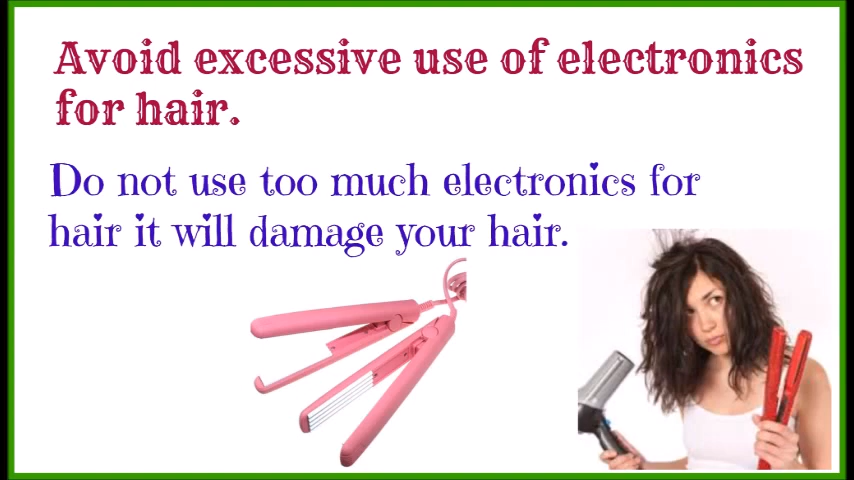 Avoid excessive use of electronics
for hair.
Do not use too much electronics for
hair it will damage your hair.